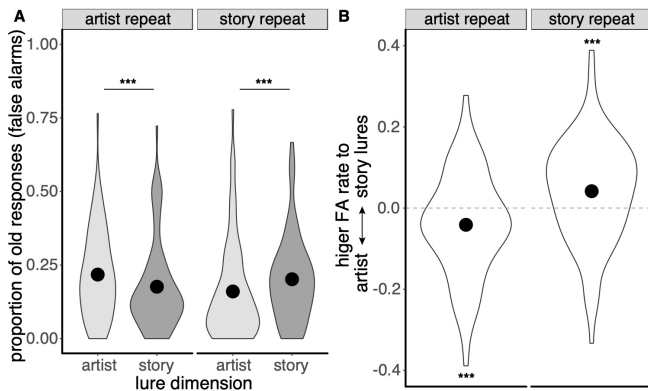 A
artist repeat
story repeat
proportion of old responses (false alarms)
1.00
0.75
0.50
0.25
0.00
***
***
artist
story
artist
story
lure dimension
B
artist repeat
story repeat
higer FA rate to
artist ↔ story lures
0.4
0.2
0.0
-0.2
-0.4
***
***